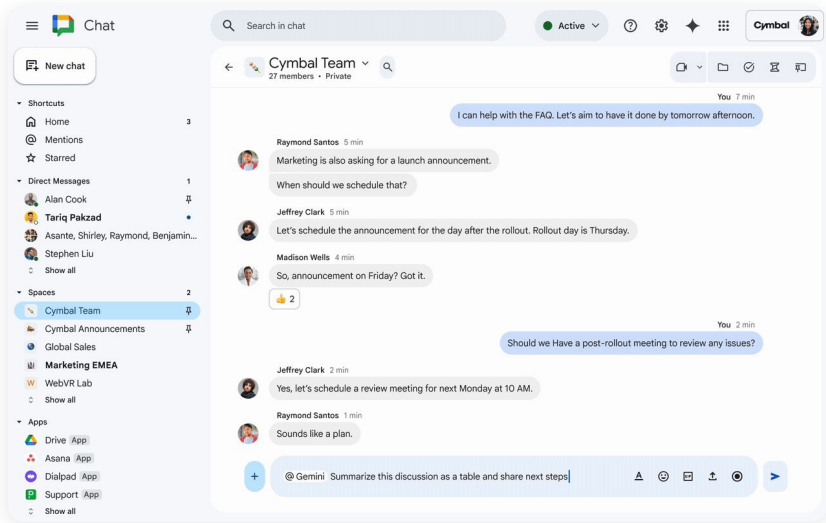 Chat
Search in chat
Active
Cymbal
New chat
Shortcuts
Home 3
Mentions
Starred
Direct Messages 1
Alan Cook
Tariq Pakzad
Asante, Shirley, Raymond, Benjamin...
Stephen Liu
Show all
Spaces 2
Cymbal Team
Cymbal Announcements
Global Sales
Marketing EMEA
W WebVR Lab
Show all
Apps
Drive App
Asana App
Dialpad App
P Support App
Show all
Cymbal Team
27 members • Private
You 7 min
I can help with the FAQ. Let's aim to have it done by tomorrow afternoon.
Raymond Santos 5 min
Marketing is also asking for a launch announcement.
When should we schedule that?
Jeffrey Clark 5 min
Let's schedule the announcement for the day after the rollout. Rollout day is Thursday.
Madison Wells 4 min
So, announcement on Friday? Got it.
👍 2
You 2 min
Should we Have a post-rollout meeting to review any issues?
Jeffrey Clark 2 min
Yes, let's schedule a review meeting for next Monday at 10 AM.
Raymond Santos 1 min
Sounds like a plan.
@ Gemini Summarize this discussion as a table and share next steps